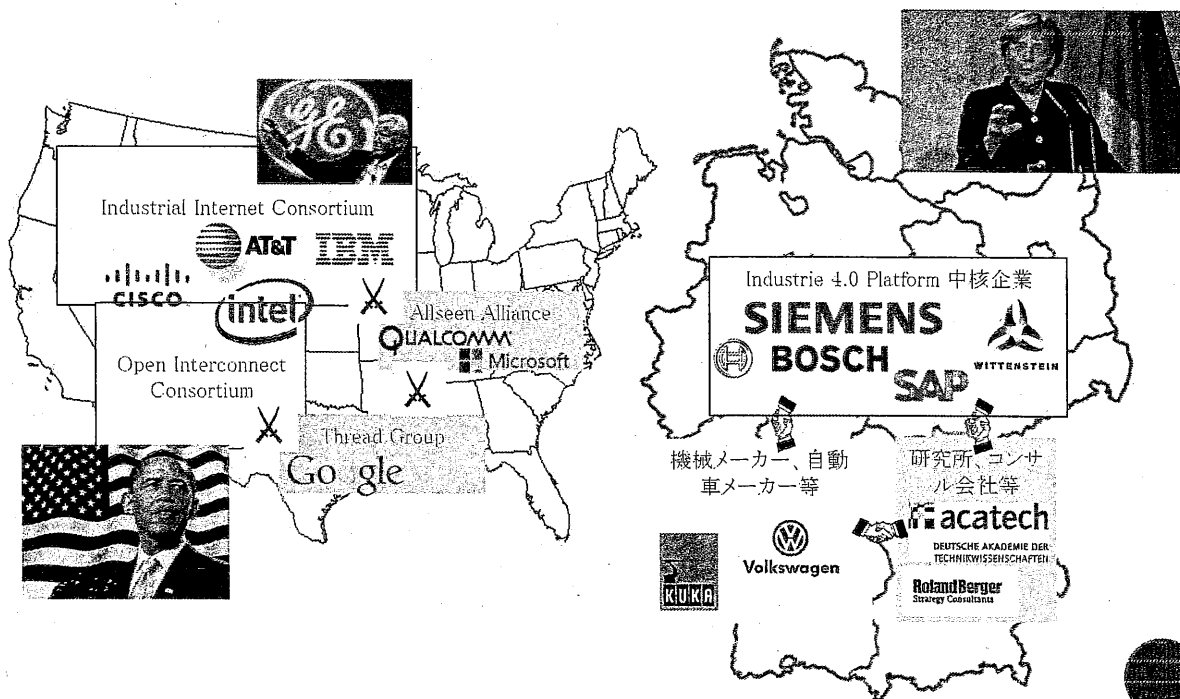 GE
Industrial Internet Consortium
AT&T
IBM
CISCO
intel
Allseen Alliance
QUALCOMM
Microsoft
Open Interconnect
Consortium
Thread Group
Google
Industrie 4.0 Platform 中核企業
SIEMENS
BOSCH
SAP
WITTENSTEIN
機械メーカー、自動
車メーカー等
研究所、コンサ
ル会社等
acatech
DEUTSCHE AKADEMIE DER
TECHNIKWISSENSCHAFTEN
Volkswagen
KUKA
Roland Berger
Strategy Consultants